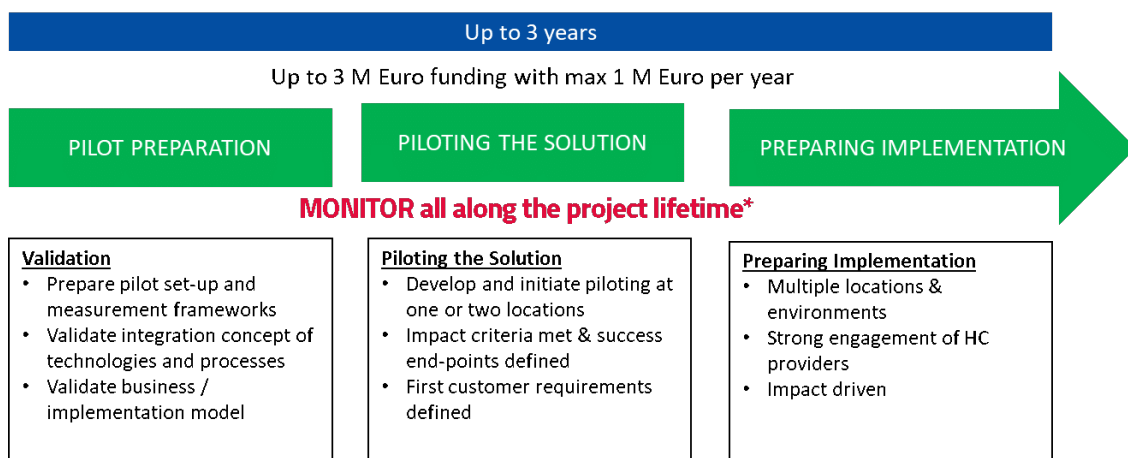 Up to 3 years
Up to 3 M Euro funding with max 1 M Euro per year
PILOT PREPARATION
PILOTING THE SOLUTION
PREPARING IMPLEMENTATION
MONITOR all along the project lifetime*
Validation
• Prepare pilot set-up and
measurement frameworks
• Validate integration concept of
technologies and processes
• Validate business /
implementation model
Piloting the Solution
• Develop and initiate piloting at
one or two locations
• Impact criteria met & success
end-points defined
• First customer requirements
defined
Preparing Implementation
• Multiple locations &
environments
• Strong engagement of HC
providers
• Impact driven